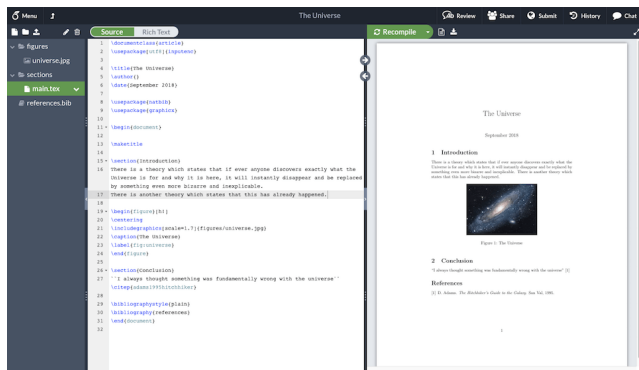 Menu
The Universe
Review
Share
Submit
History
Chat
Source
Rich Text
Recompile
figures
universe.jpg
sections
main.tex
references.bib
1 \documentclass{article}
2 \usepackage[utf8]{inputenc}
3
4 \title{The Universe}
5 \author{}
6 \date{September 2018}
7
8 \usepackage{natbib}
9 \usepackage{graphicx}
10
11 \begin{document}
12
13 \maketitle
14
15 \section{Introduction}
16 There is a theory which states that if ever anyone discovers exactly what the
Universe is for and why it is here, it will instantly disappear and be replaced
by something even more bizarre and inexplicable.
17 There is another theory which states that this has already happened.
18
19 \begin{figure}[h!]
20 \centering
21 \includegraphics[scale=1.7]{figures/universe.jpg}
22 \caption{The Universe}
23 \label{fig:universe}
24 \end{figure}
25
26 \section{Conclusion}
27 ``I always thought something was fundamentally wrong with the universe''
\citep{adams1995hitchhiker}
28
29 \bibliographystyle{plain}
30 \bibliography{references}
31 \end{document}
32
The Universe
September 2018
1 Introduction
There is a theory which states that if ever anyone discovers exactly what the
Universe is for and why it is here, it will instantly disappear and be replaced by
something even more bizarre and inexplicable. There is another theory which
states that this has already happened.
Figure 1: The Universe
2 Conclusion
"I always thought something was fundamentally wrong with the universe" [1]
References
[1] D. Adams. The Hitchhiker's Guide to the Galaxy. San Val, 1995.
1